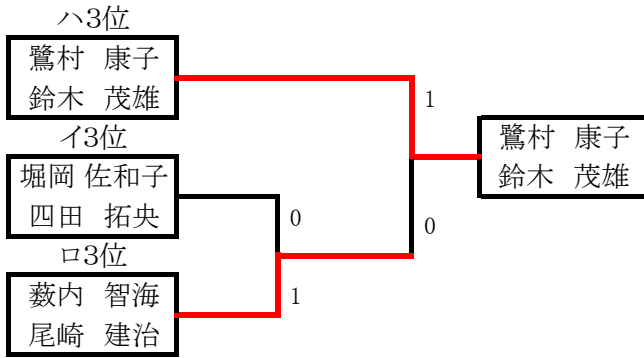 ハ3位
鷺村 康子
鈴木 茂雄
1
鷺村 康子
鈴木 茂雄
イ3位
堀岡 佐和子
四田 拓央
0
0
ロ3位
薮内 智海
尾崎 建治
1